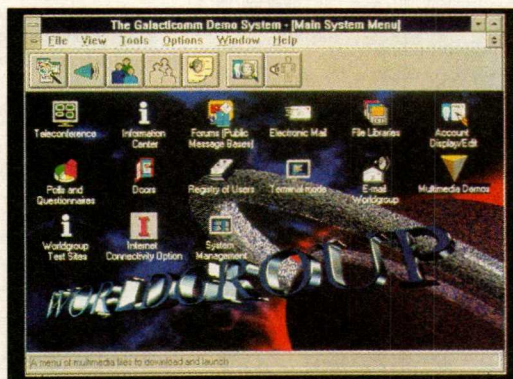 The Galacticomm Demo System - [Main System Menu]
File View Tools Options Window Help
Teleconference
Information Center
Forums (Public Message Bases)
Electronic Mail
File Libraries
Account Display/Edit
Polls and Questionnaires
Doors
Registry of Users
Terminal mode
E-mail Worldgroup
Multimedia Demos
Worldgroup Test Sites
Internet Connectivity Option
System Management
WORLDGROUP
A menu of multimedia files to download and launch